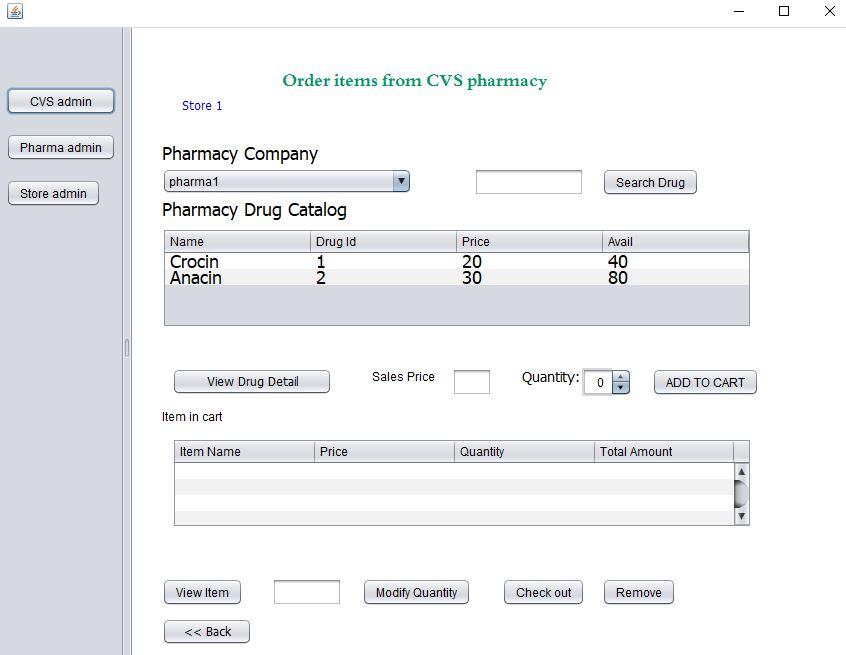 Order items from CVS pharmacy
Store 1
CVS admin
Pharma admin
Store admin
Pharmacy Company
pharma1 Search Drug
Pharmacy Drug Catalog
Name Drug Id Price Avail
Crocin 1 20 40
Anacin 2 30 80
View Drug Detail Sales Price Quantity: 0 ADD TO CART
Item in cart
Item Name Price Quantity Total Amount
View Item Modify Quantity Check out Remove
<< Back